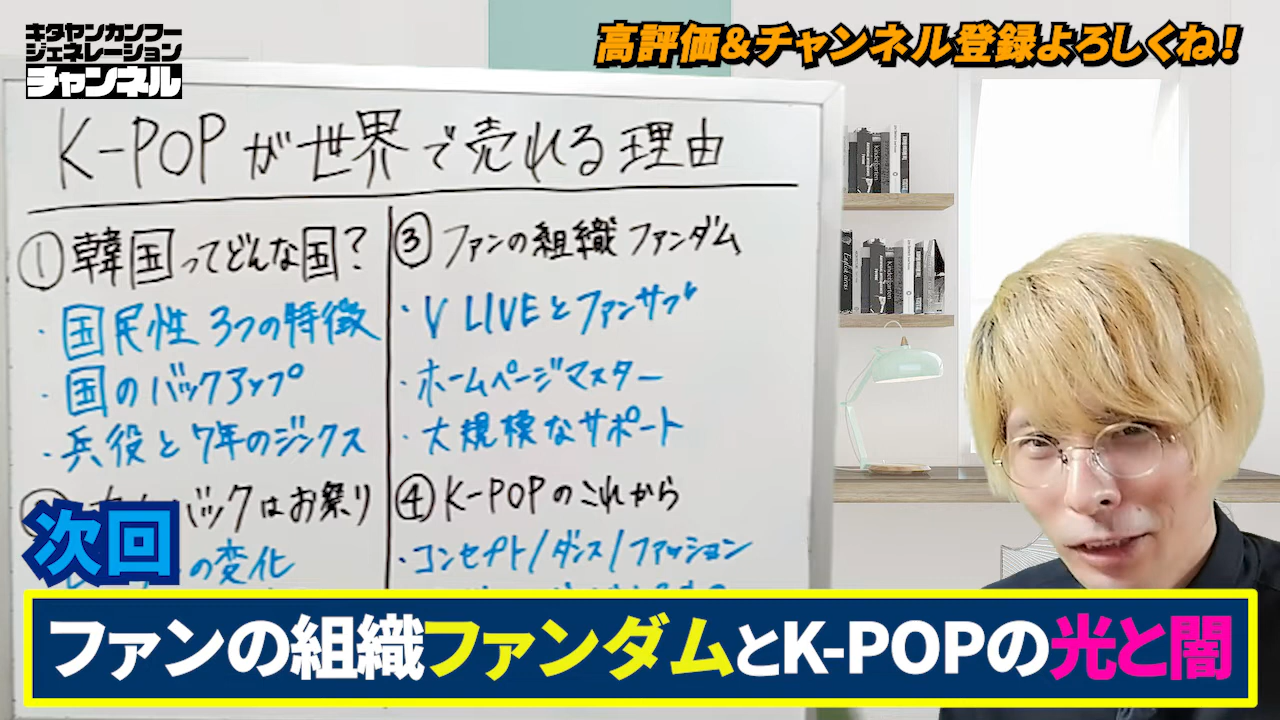 キタヤンカンフー
ジェネレーション
チャンネル
高評価&チャンネル登録よろしくね!
K-POPが世界で売れる理由
①韓国ってどんな国?
・国民性 3つの特徴
・国のバックアップ
・兵役と7年のジンクス
バックはお祭り
の変化
③ファンの組織 ファンダム
・V LIVEとファンサブ
・ホームページマスター
・大規模なサポート
④K-POPのこれから
・コンセプト/ダンス/ファッション
次回
ファンの組織ファンダムとK-POPの光と闇